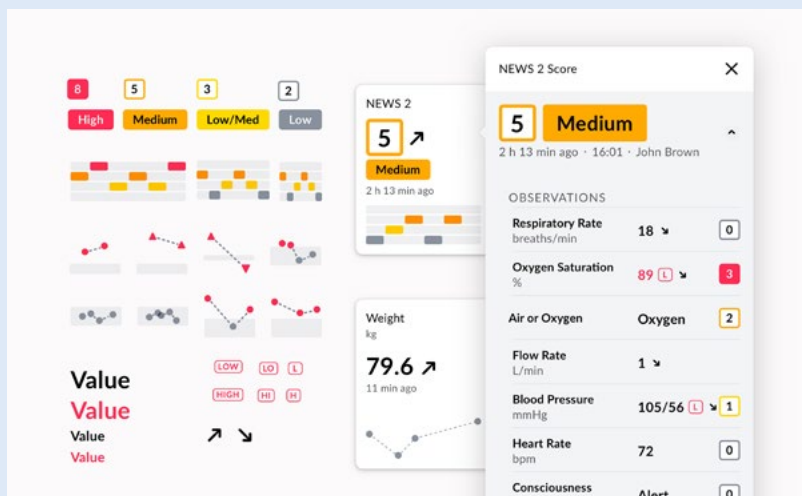 8
5
3
2
High
Medium
Low/Med
Low
Value
Value
Value
Value
LOW
LO
L
HIGH
HI
H
NEWS 2
5
Medium
2 h 13 min ago
Weight
kg
79.6
11 min ago
NEWS 2 Score
5 Medium
2 h 13 min ago · 16:01 · John Brown
OBSERVATIONS
Respiratory Rate
breaths/min
18
0
Oxygen Saturation
%
89 L
3
Air or Oxygen
Oxygen
2
Flow Rate
L/min
1
Blood Pressure
mmHg
105/56 L
1
Heart Rate
bpm
72
0
Consciousness
Alert
0